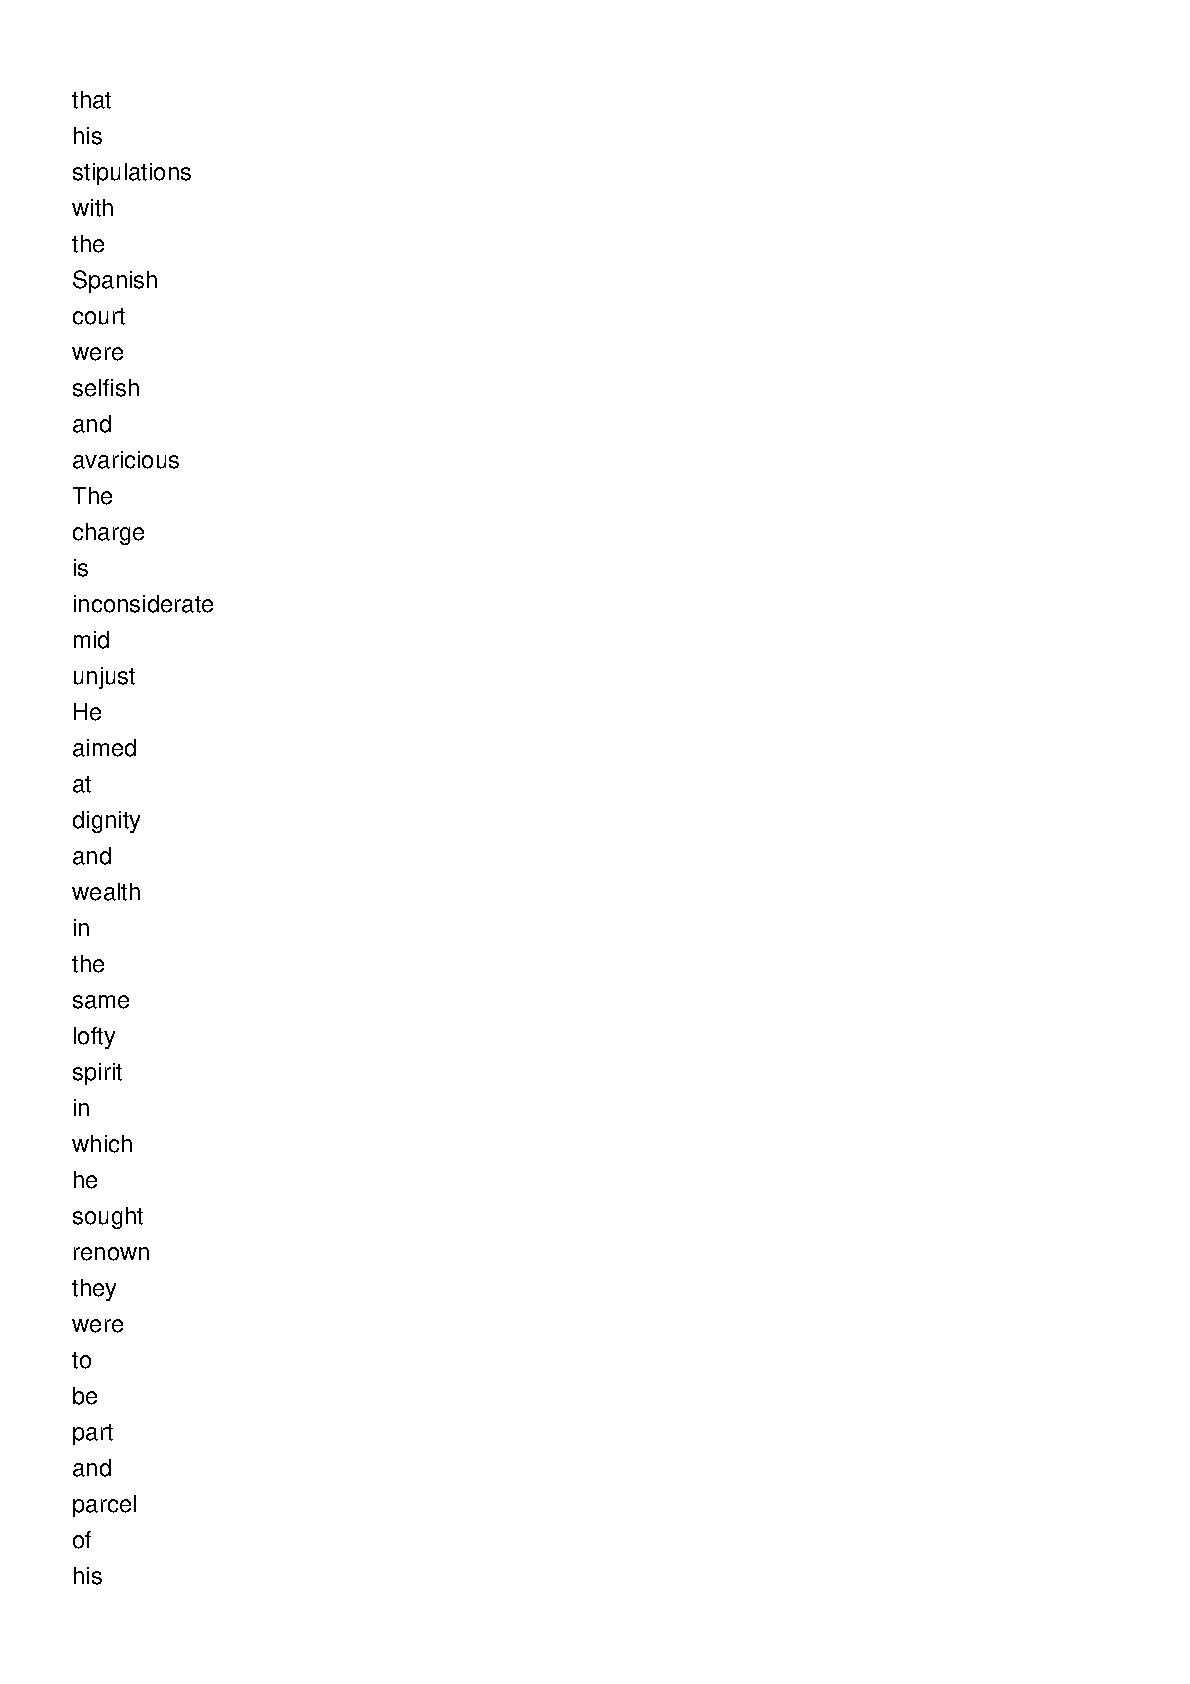 that
his
stipulations
with
the
Spanish
court
were
selfish
and
avaricious
The
charge
is
inconsiderate
mid
unjust
He
aimed
at
dignity
and
wealth
in
the
same
lofty
spirit
in
which
he
sought
renown
they
were
to
be
part
and
parcel
of
his